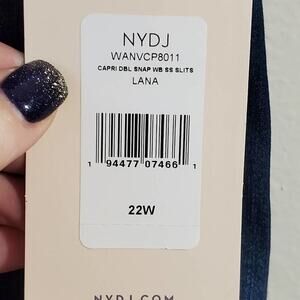 NYDJ
WANVCP8011
CAPRI DBL SNAP WB SS SLITS
LANA
1 94477 07466 1
22W
NYDJ.COM